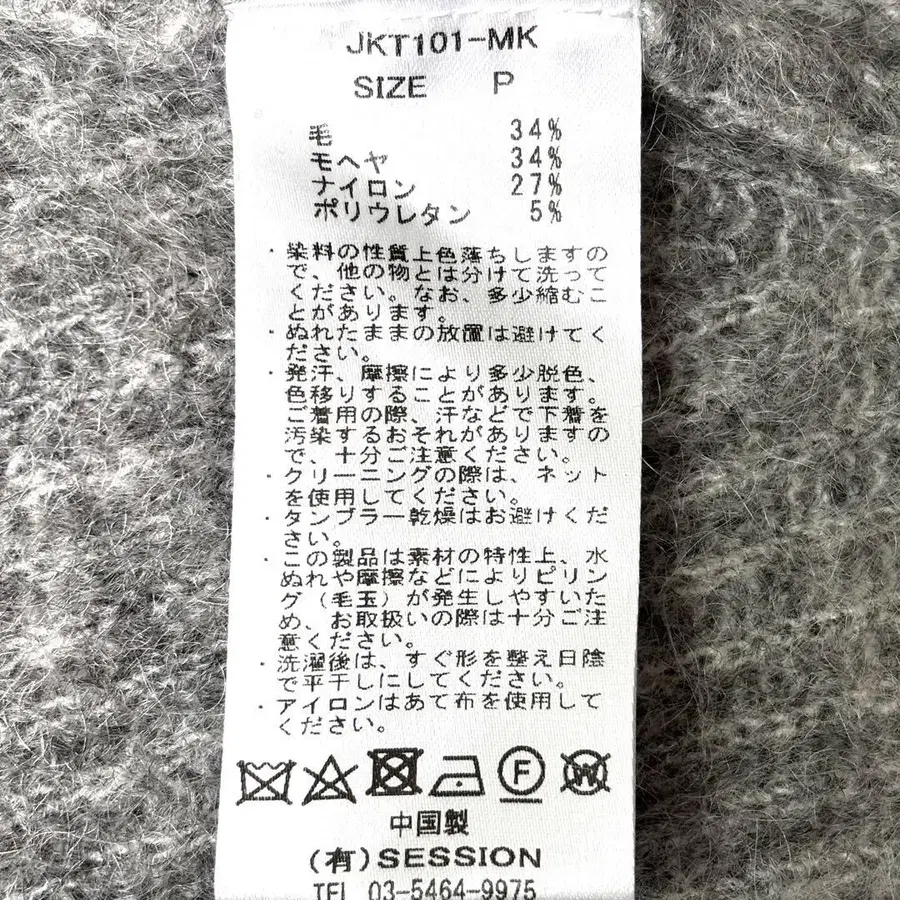 JKT101-MK
SIZE P
毛 34%
モヘヤ 34%
ナイロン 27%
ポリウレタン 5%
・染料の性質上色落ちしますの
で、他の物とは分けて洗って
ください。なお、多少縮むこ
とがあります。
・ぬれたままの放置は避けてく
ださい。
・発汗、摩擦により多少脱色、
色移りすることがあります。
ご着用の際、汗などで下着を
汚染するおそれがありますの
で、十分ご注意ください。
・クリーニングの際は、ネット
を使用してください。
・タンブラー乾燥はお避けくだ
さい。
・この製品は素材の特性上、水
ぬれや摩擦などによりピリン
グ（毛玉）が発生しやすいた
め、お取扱いの際は十分ご注
意ください。
・洗濯後は、すぐ形を整え日陰
で平干しにしてください。
・アイロンはあて布を使用して
ください。
F W
中国製
(有)SESSION
TEL 03-5464-9975